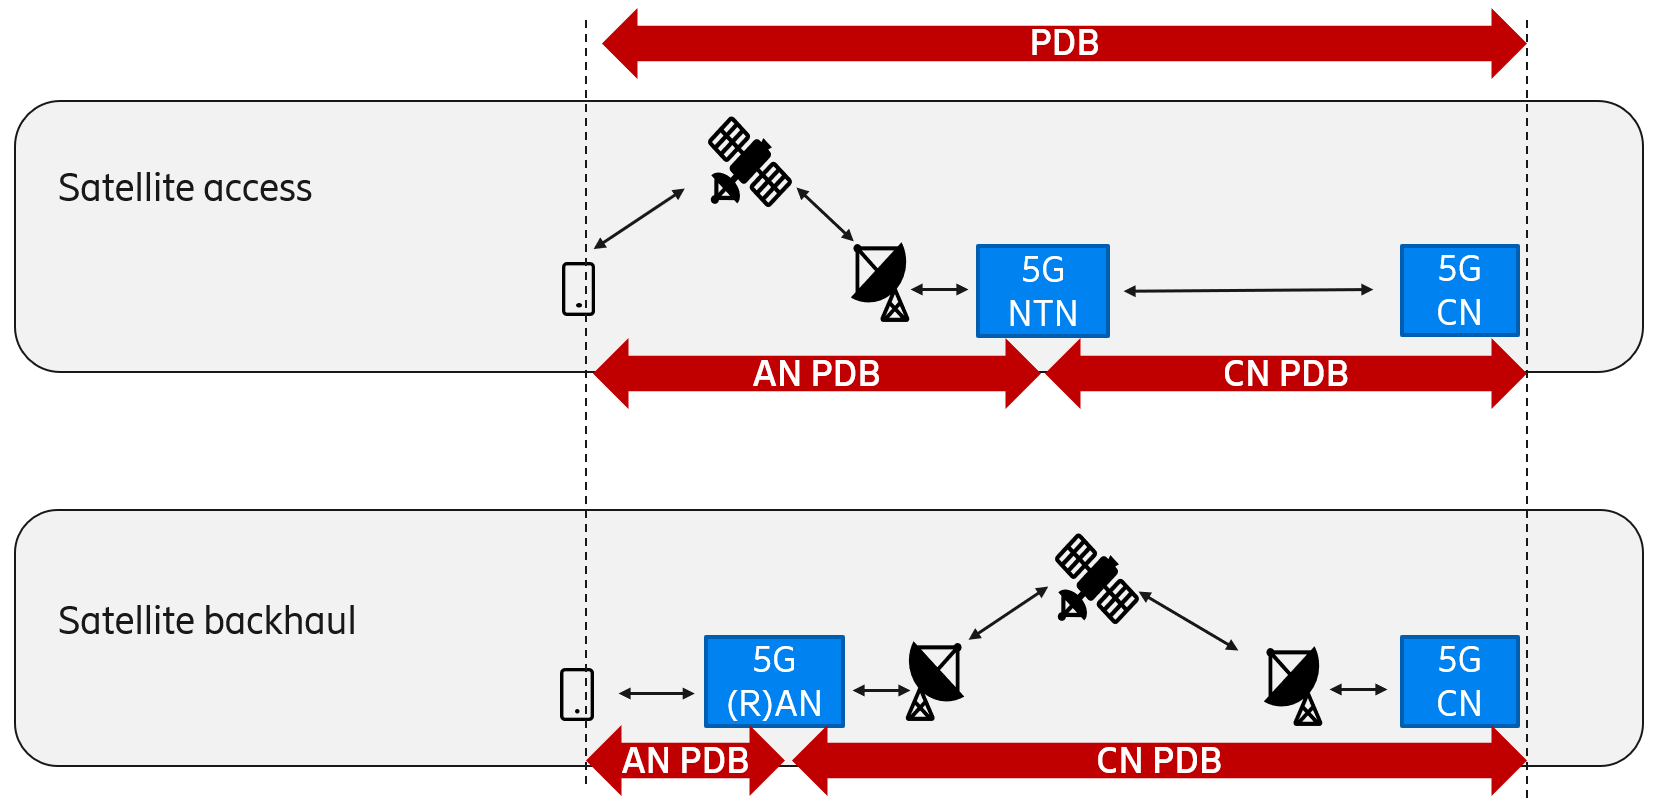 PDB
Satellite access
5G
NTN
5G
CN
AN PDB
CN PDB
Satellite backhaul
5G
(R)AN
5G
CN
AN PDB
CN PDB